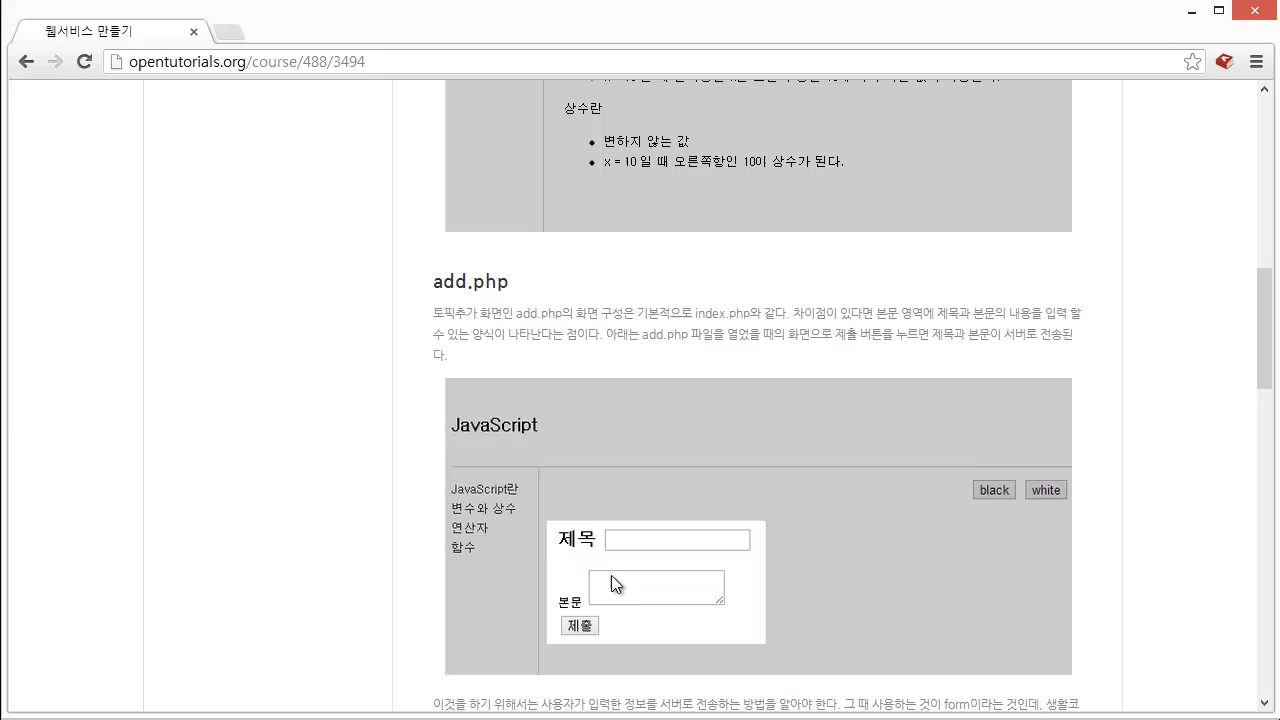 웹서비스 만들기
opentutorials.org/course/488/3494
상수란
변하지 않는 값
x = 10 일 때 오른쪽항인 10이 상수가 된다.
add.php
토픽추가 화면인 add.php의 화면 구성은 기본적으로 index.php와 같다. 차이점이 있다면 본문 영역에 제목과 본문의 내용을 입력 할
수 있는 양식이 나타난다는 점이다. 아래는 add.php 파일을 열었을 때의 화면으로 제출 버튼을 누르면 제목과 본문이 서버로 전송된
다.
JavaScript
JavaScript란
변수와 상수
연산자
함수
black white
제목
본문
제출
이것을 하기 위해서는 사용자가 입력한 정보를 서버로 전송하는 방법을 알아야 한다. 그 때 사용하는 것이 form이라는 것인데, 생활코